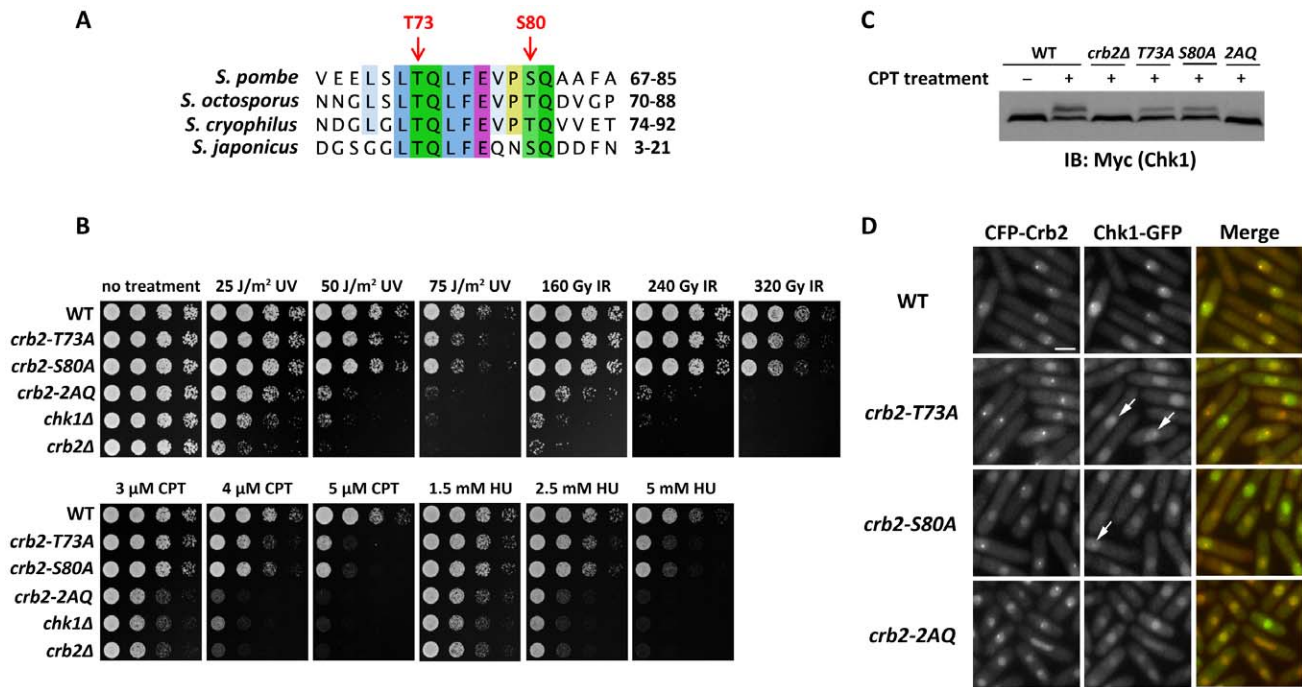 A
T73 S80
S. pombe V E E L S L T Q L F E V P S Q A A F A 67-85
S. octosporus N N G L S L T Q L F E V P T Q D V G P 70-88
S. cryophilus N D G L G L T Q L F E V P T Q V V E T 74-92
S. japonicus D G S G G L T Q L F E Q N S Q D D F N 3-21
B
no treatment 25 J/m² UV 50 J/m² UV 75 J/m² UV 160 Gy IR 240 Gy IR 320 Gy IR
WT
crb2-T73A
crb2-S80A
crb2-2AQ
chk1Δ
crb2Δ
3 µM CPT 4 µM CPT 5 µM CPT 1.5 mM HU 2.5 mM HU 5 mM HU
WT
crb2-T73A
crb2-S80A
crb2-2AQ
chk1Δ
crb2Δ
C
WT crb2Δ T73A S80A 2AQ
CPT treatment – + + + + +
IB: Myc (Chk1)
D
CFP-Crb2 Chk1-GFP Merge
WT
crb2-T73A
crb2-S80A
crb2-2AQ